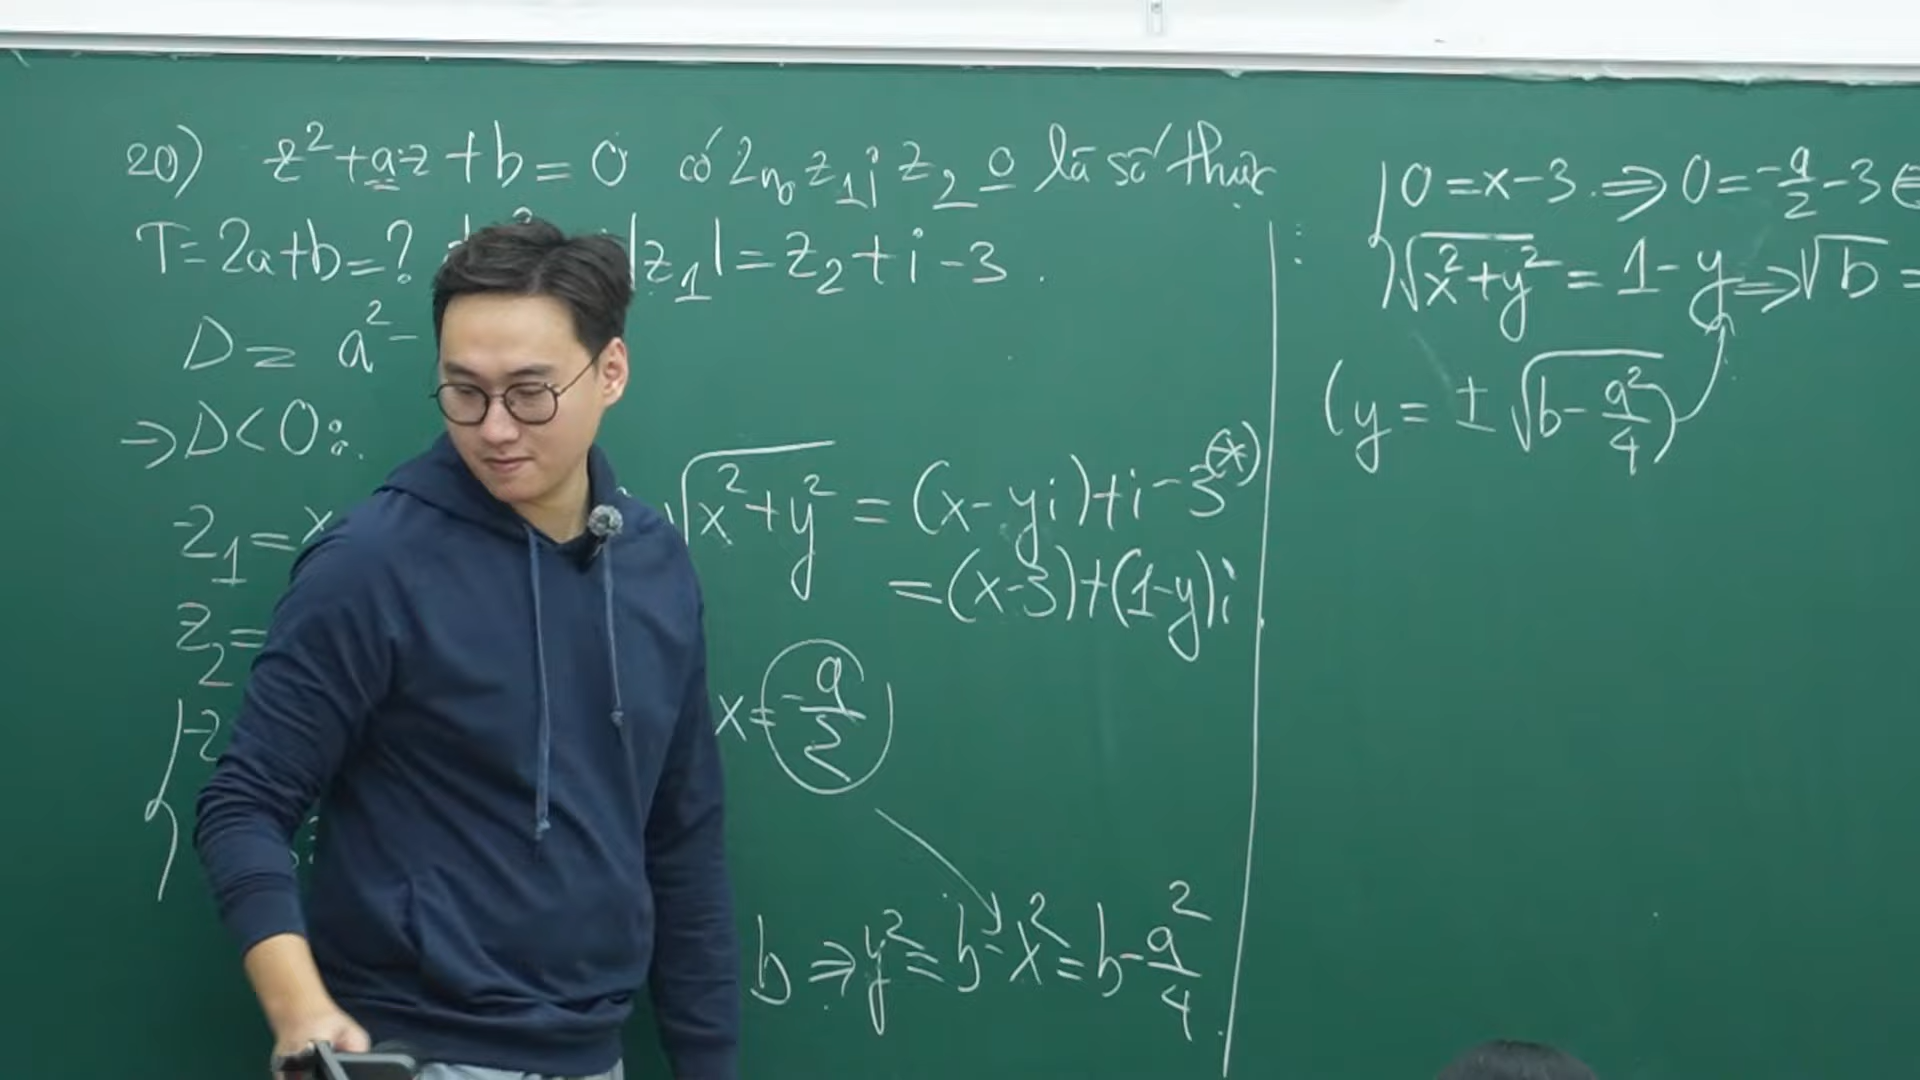 20) z²+az+b=0 có 2n₀ z₁; z₂ o là số thực
T=2a+b=? |z₁|=z₂+i-3.
D= a²-
⇒D<0:
z₁=x √x²+y² = (x-yi)+i-3(*)
z₂= =(x-3)+(1-y)i
x=-a/2
b ⇒y²=b-x²=b-a²/4
0=x-3.⇒0=-a/2-3
√x²+y²=1-y⇒√b=
(y=±√b-a²/4)